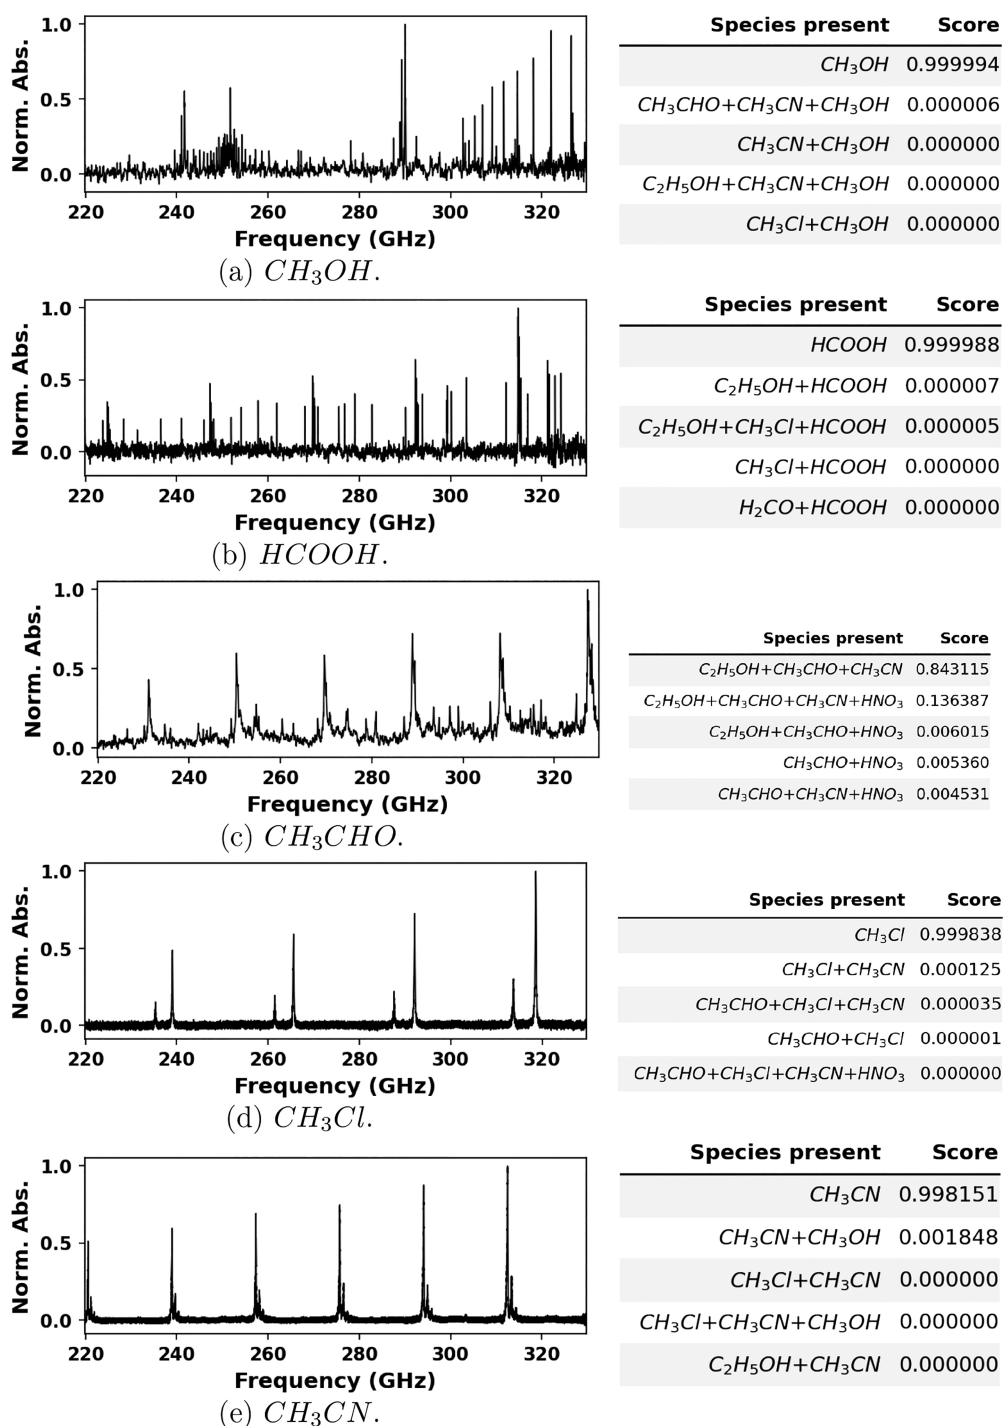 Norm. Abs.
1.0
0.5
0.0
220 240 260 280 300 320
Frequency (GHz)
(a) CH₃OH.
Species present Score
CH₃OH 0.999994
CH₃CHO+CH₃CN+CH₃OH 0.000006
CH₃CN+CH₃OH 0.000000
C₂H₅OH+CH₃CN+CH₃OH 0.000000
CH₃Cl+CH₃OH 0.000000
Norm. Abs.
1.0
0.5
0.0
220 240 260 280 300 320
Frequency (GHz)
(b) HCOOH.
Species present Score
HCOOH 0.999988
C₂H₅OH+HCOOH 0.000007
C₂H₅OH+CH₃Cl+HCOOH 0.000005
CH₃Cl+HCOOH 0.000000
H₂CO+HCOOH 0.000000
Norm. Abs.
1.0
0.5
0.0
220 240 260 280 300 320
Frequency (GHz)
(c) CH₃CHO.
Species present Score
C₂H₅OH+CH₃CHO+CH₃CN 0.843115
C₂H₅OH+CH₃CHO+CH₃CN+HNO₃ 0.136387
C₂H₅OH+CH₃CHO+HNO₃ 0.006015
CH₃CHO+HNO₃ 0.005360
CH₃CHO+CH₃CN+HNO₃ 0.004531
Norm. Abs.
1.0
0.5
0.0
220 240 260 280 300 320
Frequency (GHz)
(d) CH₃Cl.
Species present Score
CH₃Cl 0.999838
CH₃Cl+CH₃CN 0.000125
CH₃CHO+CH₃Cl+CH₃CN 0.000035
CH₃CHO+CH₃Cl 0.000001
CH₃CHO+CH₃Cl+CH₃CN+HNO₃ 0.000000
Norm. Abs.
1.0
0.5
0.0
220 240 260 280 300 320
Frequency (GHz)
(e) CH₃CN.
Species present Score
CH₃CN 0.998151
CH₃CN+CH₃OH 0.001848
CH₃Cl+CH₃CN 0.000000
CH₃Cl+CH₃CN+CH₃OH 0.000000
C₂H₅OH+CH₃CN 0.000000